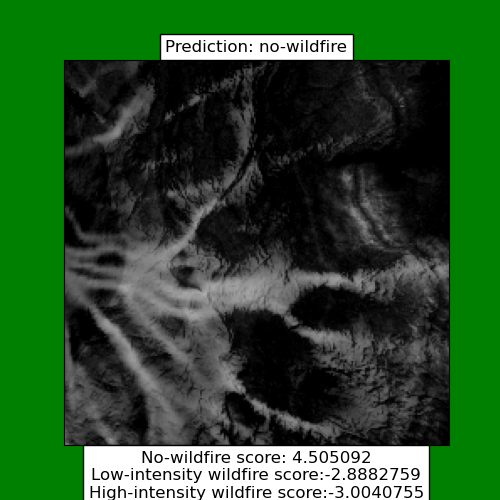 Prediction: no-wildfire
No-wildfire score: 4.505092
Low-intensity wildfire score:-2.8882759
High-intensity wildfire score:-3.0040755